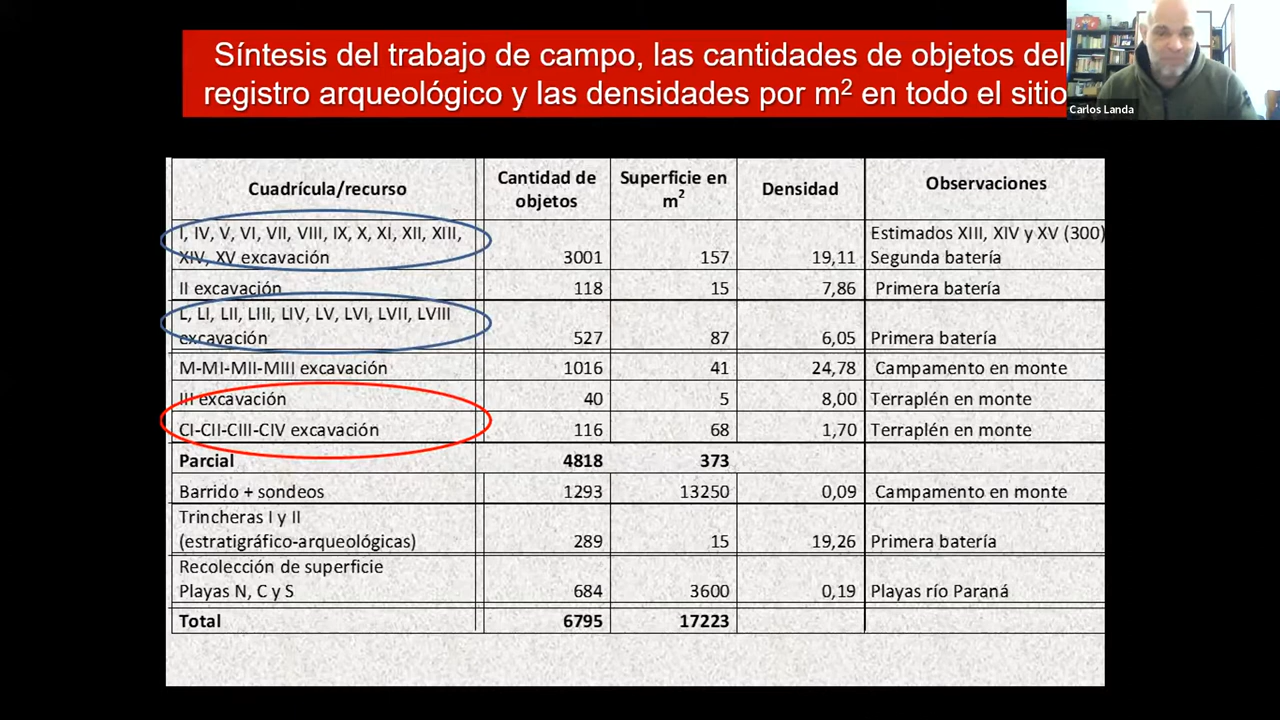 Síntesis del trabajo de campo, las cantidades de objetos del
registro arqueológico y las densidades por m² en todo el sitio
Carlos Landa
Cuadrícula/recurso Cantidad de objetos Superficie en m² Densidad Observaciones
I, IV, V, VI, VII, VIII, IX, X, XI, XII, XIII, Estimados XIII, XIV y XV (300)
XIV, XV excavación 3001 157 19,11 Segunda batería
II excavación 118 15 7,86 Primera batería
L, LI, LII, LIII, LIV, LV, LVI, LVII, LVIII
excavación 527 87 6,05 Primera batería
M-MI-MII-MIII excavación 1016 41 24,78 Campamento en monte
III excavación 40 5 8,00 Terraplén en monte
CI-CII-CIII-CIV excavación 116 68 1,70 Terraplén en monte
Parcial 4818 373
Barrido + sondeos 1293 13250 0,09 Campamento en monte
Trincheras I y II
(estratigráfico-arqueológicas) 289 15 19,26 Primera batería
Recolección de superficie
Playas N, C y S 684 3600 0,19 Playas río Paraná
Total 6795 17223